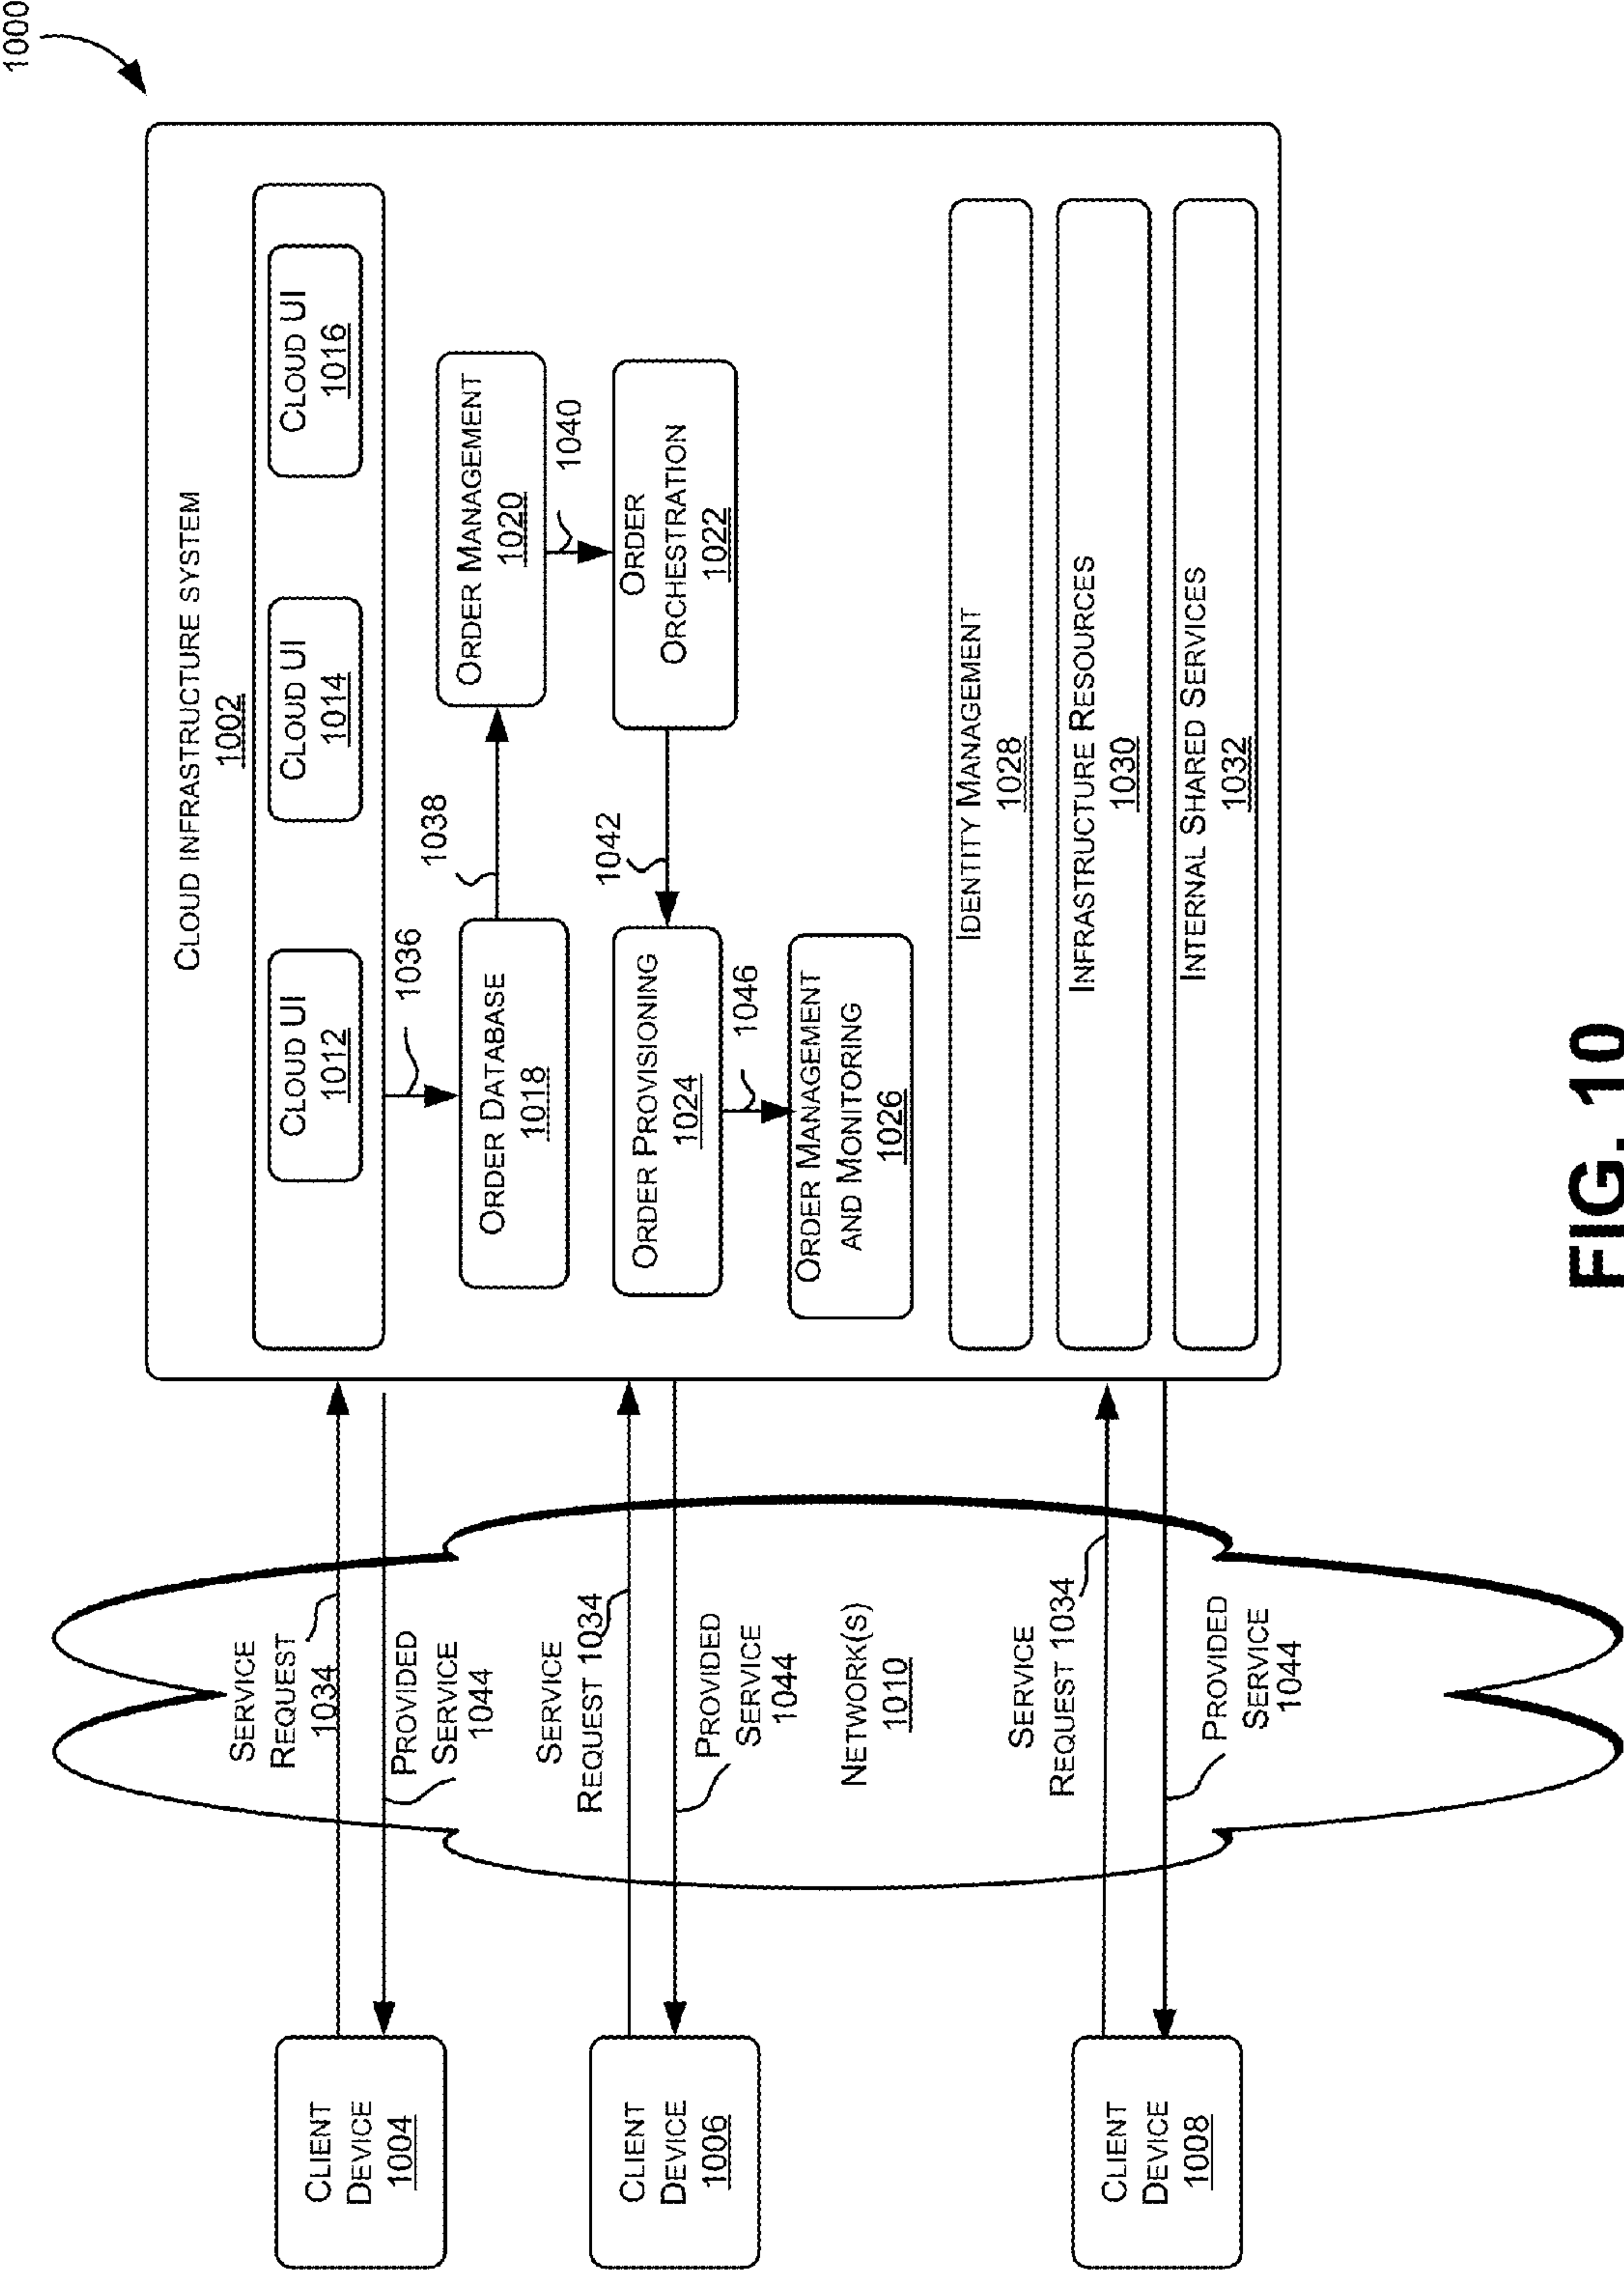 1000
CLOUD INFRASTRUCTURE SYSTEM
1002
CLOUD UI
1012
CLOUD UI
1014
CLOUD UI
1016
1036
ORDER DATABASE
1018
1038
ORDER MANAGEMENT
1020
1040
ORDER
ORCHESTRATION
1022
1042
ORDER PROVISIONING
1024
1046
ORDER MANAGEMENT
AND MONITORING
1026
IDENTITY MANAGEMENT
1028
INFRASTRUCTURE RESOURCES
1030
INTERNAL SHARED SERVICES
1032
SERVICE
REQUEST
1034
PROVIDED
SERVICE
1044
SERVICE
REQUEST 1034
PROVIDED
SERVICE
1044
NETWORK(S)
1010
SERVICE
REQUEST 1034
PROVIDED
SERVICE
1044
CLIENT
DEVICE
1004
CLIENT
DEVICE
1006
CLIENT
DEVICE
1008
FIG. 10